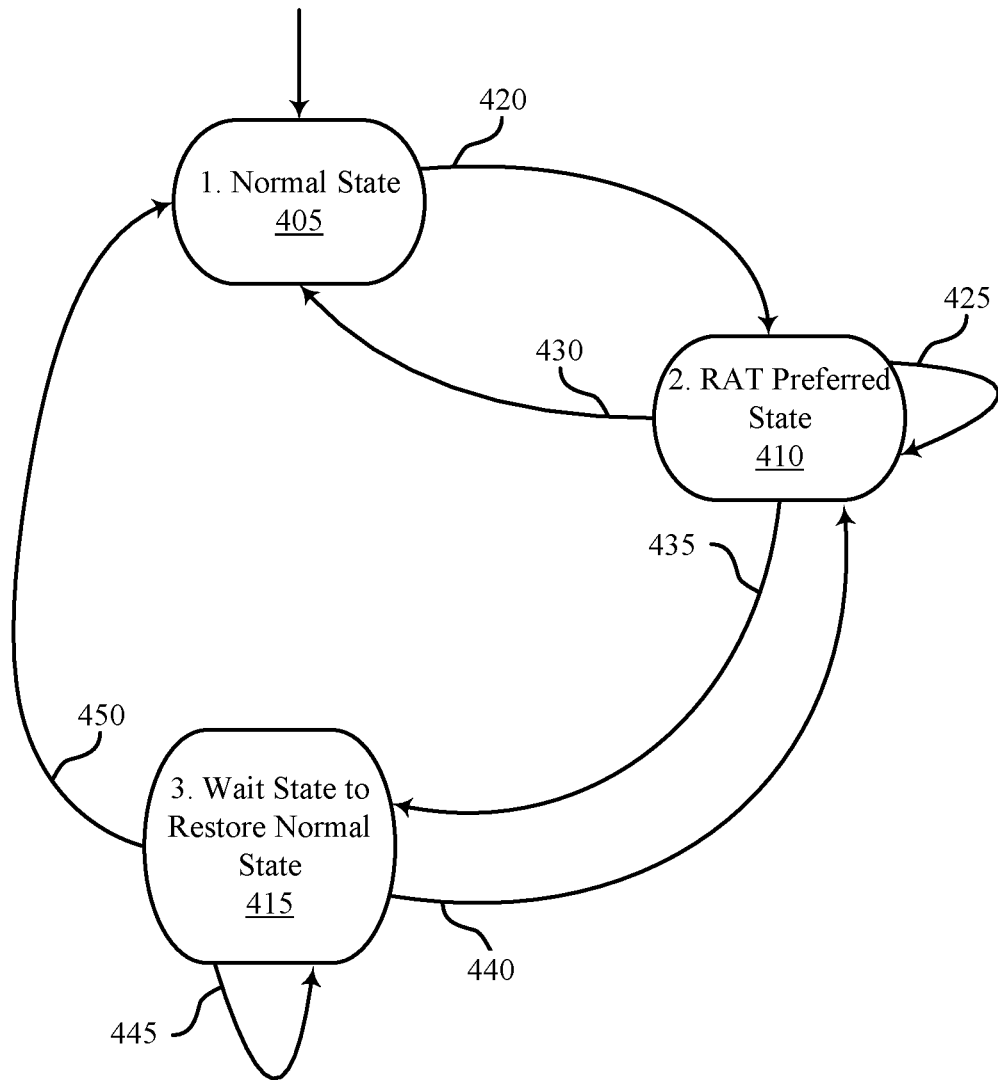 420
1. Normal State
405
425
430
2. RAT Preferred
State
410
435
450
3. Wait State to
Restore Normal
State
415
440
445